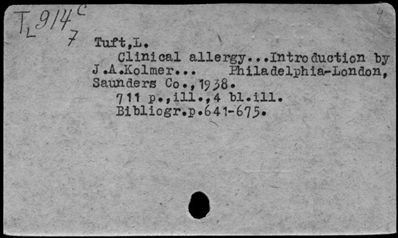 TL914c
7
Tuft,L.
Clinical allergy...Introduction by
J.A.Kolmer... Philadelphia-London,
Saunders Co.,1938.
711 p.,ill.,4 bl.ill.
Bibliogr.p.641-675.